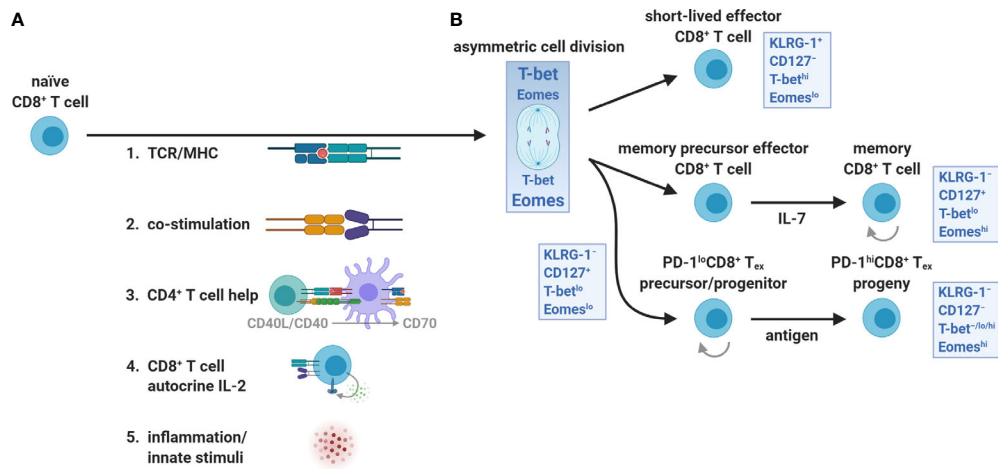 A
naïve
CD8⁺ T cell
1. TCR/MHC
2. co-stimulation
3. CD4⁺ T cell help
CD40L/CD40
CD70
4. CD8⁺ T cell
autocrine IL-2
5. inflammation/
innate stimuli
B
asymmetric cell division
T-bet
Eomes
T-bet
Eomes
short-lived effector
CD8⁺ T cell
KLRG-1⁺
CD127⁻
T-betʰⁱ
Eomesˡᵒ
memory precursor effector
CD8⁺ T cell
IL-7
memory
CD8⁺ T cell
KLRG-1⁻
CD127⁺
T-betˡᵒ
Eomesʰⁱ
KLRG-1⁻
CD127⁺
T-betˡᵒ
Eomesˡᵒ
PD-1ˡᵒCD8⁺ Tₑₓ
precursor/progenitor
antigen
PD-1ʰⁱCD8⁺ Tₑₓ
progeny
KLRG-1⁻
CD127⁻
T-bet⁻/ˡᵒ/ʰⁱ
Eomesʰⁱ